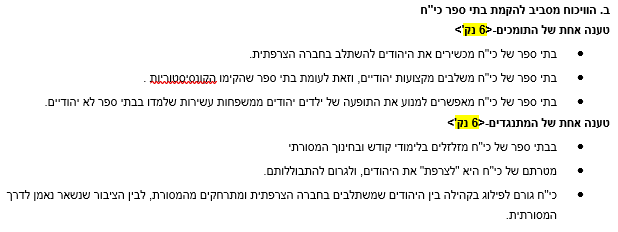 ב. הוויכוח מסביב להקמת בתי ספר כי"ח
טענה אחת של התומכים-<6 נק'>
• בתי ספר של כי"ח מכשירים את היהודים להשתלב בחברה הצרפתית.
• בתי ספר של כי"ח משלבים מקצועות יהודיים, וזאת לעומת בתי ספר שהקימו הקונסיסטוריות .
• בתי ספר של כי"ח מאפשרים למנוע את התופעה של ילדים יהודים ממשפחות עשירות שלמדו בבתי ספר לא יהודיים.
טענה אחת של המתנגדים-<6 נק'>
• בבתי ספר של כי"ח מזלזלים בלימודי קודש ובחינוך המסורתי
• מטרתם של כי"ח היא "לצרפת" את היהודים, ולגרום להתבוללותם.
• כי"ח גורם לפילוג בקהילה בין היהודים שמשתלבים בחברה הצרפתית ומתרחקים מהמסורת, לבין הציבור שנשאר נאמן לדרך
המסורתית.